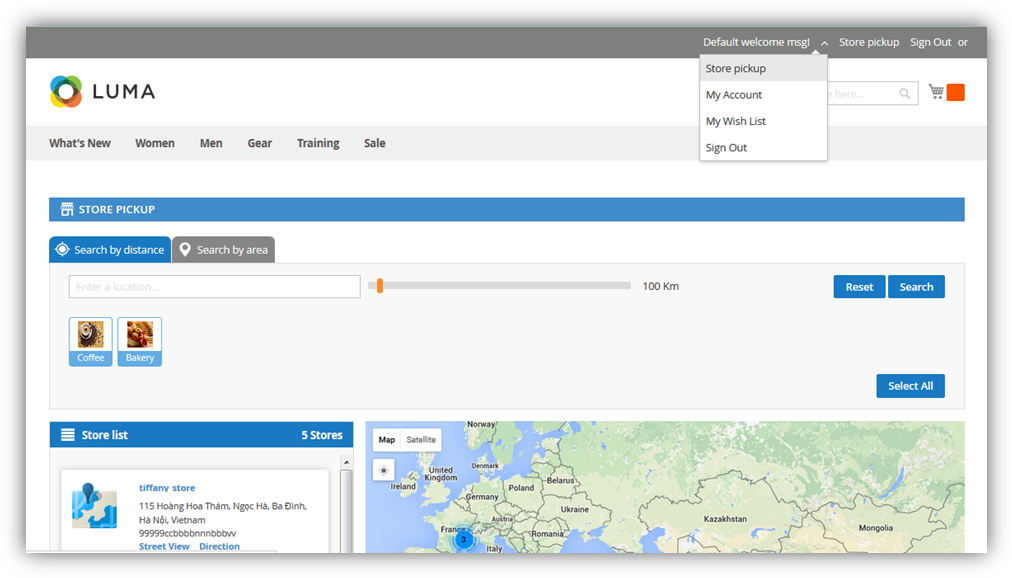 Default welcome msg! Store pickup Sign Out or
Store pickup
My Account
My Wish List
Sign Out
LUMA
here...
What's New Women Men Gear Training Sale
STORE PICKUP
Search by distance Search by area
Enter a location... 100 Km Reset Search
Coffee Bakery
Select All
Store list 5 Stores
tiffany store
115 Hoàng Hoa Thám, Ngọc Hà, Ba Đình,
Hà Nội, Vietnam
99999ccbbbbnnnbbbvv
Street View Direction
Map Satellite
Norway
Denmark
United
Kingdom
Ireland
Poland
Belarus
Germany
Ukraine
Austria
France
Romania
Italy
3
Kazakhstan
Mongolia